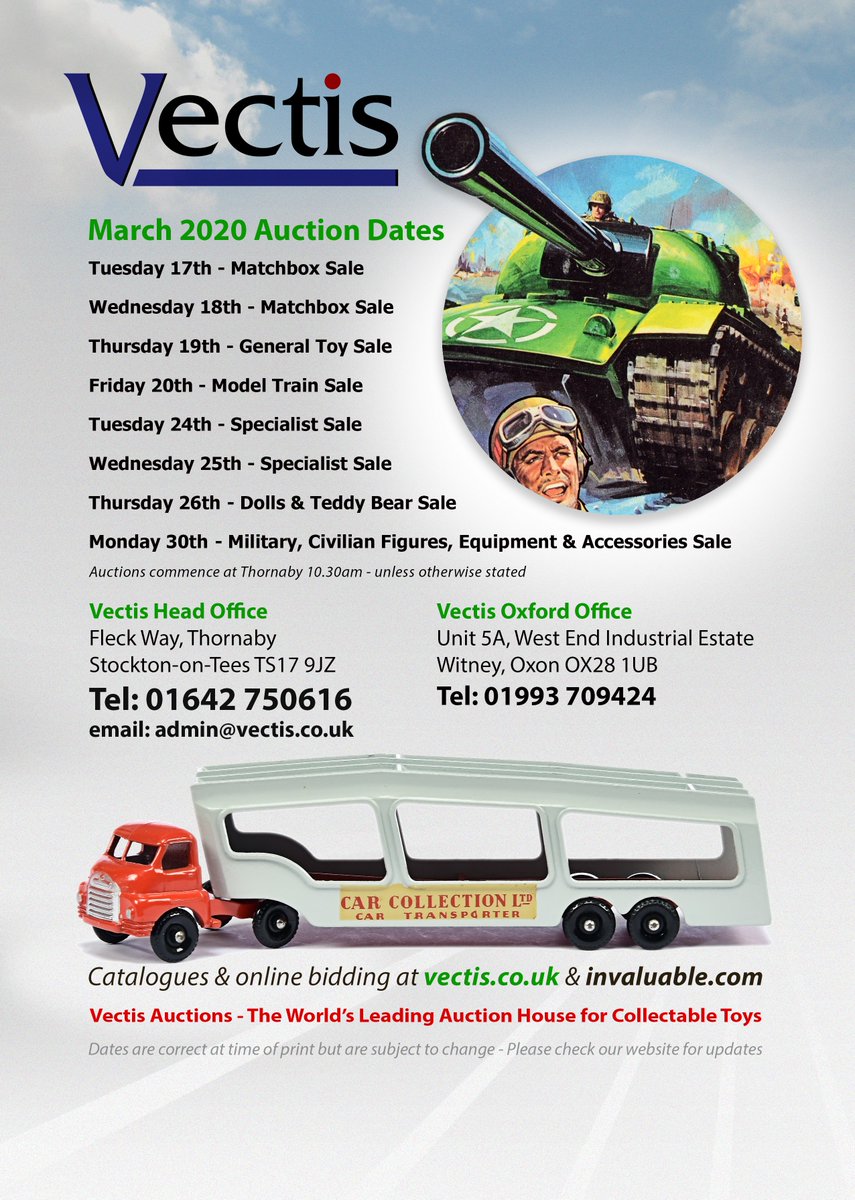 Vectis
March 2020 Auction Dates
Tuesday 17th - Matchbox Sale
Wednesday 18th - Matchbox Sale
Thursday 19th - General Toy Sale
Friday 20th - Model Train Sale
Tuesday 24th - Specialist Sale
Wednesday 25th - Specialist Sale
Thursday 26th - Dolls & Teddy Bear Sale
Monday 30th - Military, Civilian Figures, Equipment & Accessories Sale
Auctions commence at Thornaby 10.30am - unless otherwise stated
Vectis Head Office
Fleck Way, Thornaby
Stockton-on-Tees TS17 9JZ
Tel: 01642 750616
email: admin@vectis.co.uk
Vectis Oxford Office
Unit 5A, West End Industrial Estate
Witney, Oxon OX28 1UB
Tel: 01993 709424
CAR COLLECTION LTD
CAR TRANSPORTER
Catalogues & online bidding at vectis.co.uk & invaluable.com
Vectis Auctions - The World's Leading Auction House for Collectable Toys
Dates are correct at time of print but are subject to change - Please check our website for updates